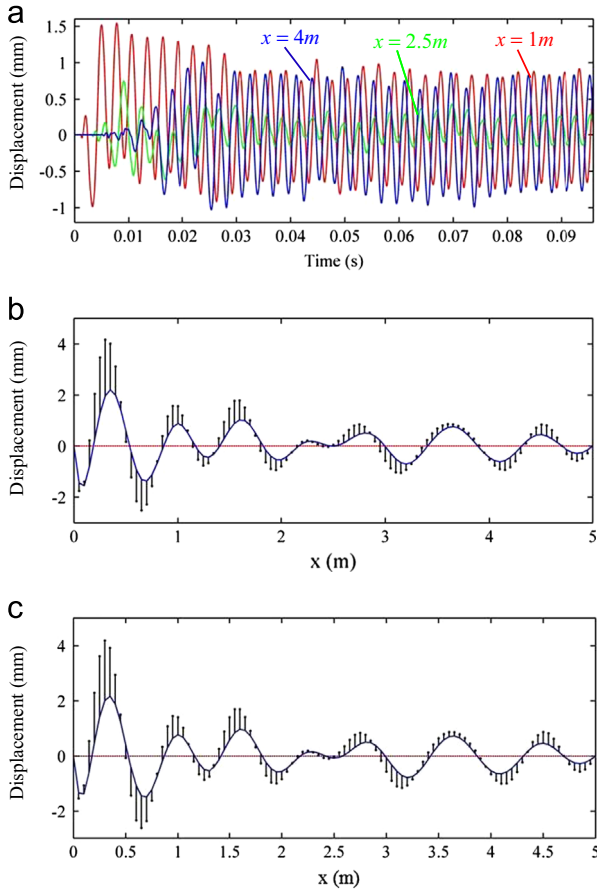 a
x = 4m
x = 2.5m
x = 1m
Displacement (mm)
1.5
1
0.5
0
-0.5
-1
0 0.01 0.02 0.03 0.04 0.05 0.06 0.07 0.08 0.09
Time (s)
b
Displacement (mm)
4
2
0
-2
0 1 2 3 4 5
x (m)
c
Displacement (mm)
4
2
0
-2
0 0.5 1 1.5 2 2.5 3 3.5 4 4.5 5
x (m)